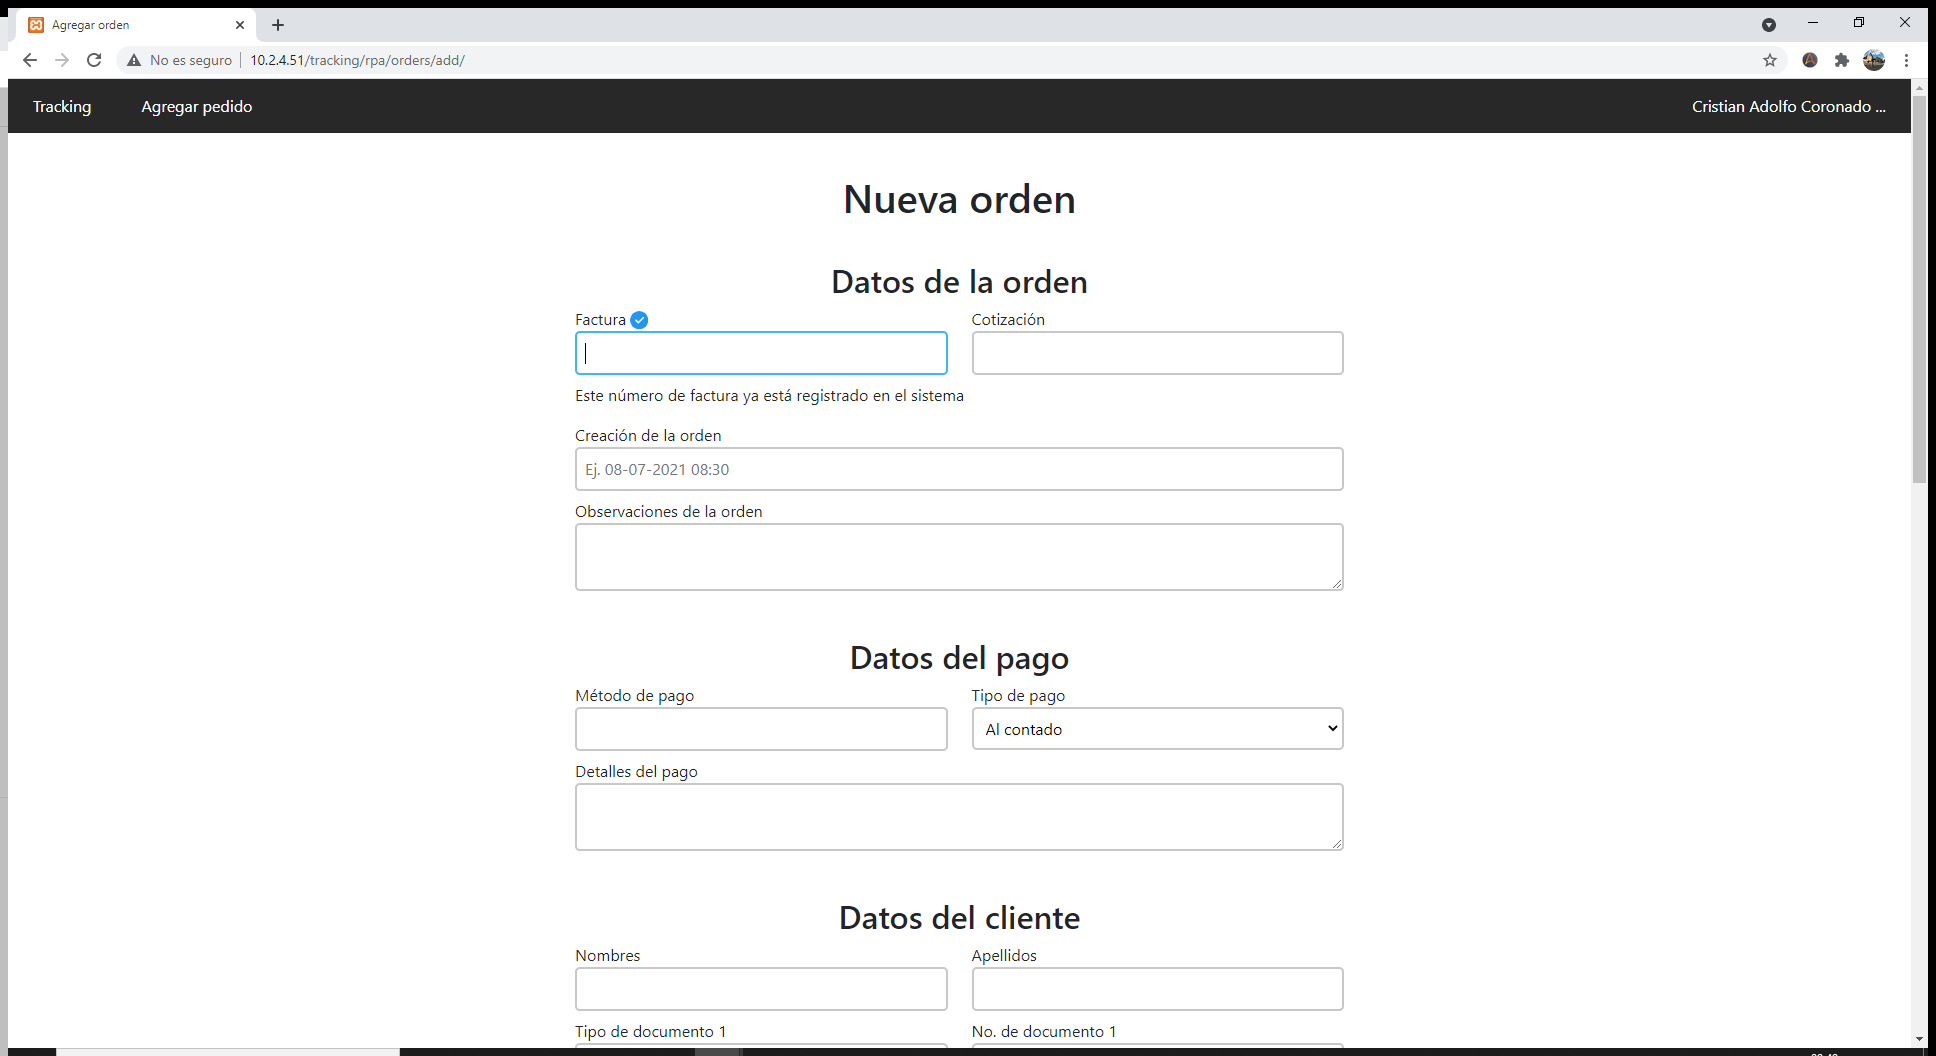 Agregar orden
No es seguro
10.2.4.51/tracking/rpa/orders/add/
Tracking
Agregar pedido
Cristian Adolfo Coronado ...
Nueva orden
Datos de la orden
Factura
Cotización
Este número de factura ya está registrado en el sistema
Creación de la orden
Ej. 08-07-2021 08:30
Observaciones de la orden
Datos del pago
Método de pago
Tipo de pago
Al contado
Detalles del pago
Datos del cliente
Nombres
Apellidos
Tipo de documento 1
No. de documento 1